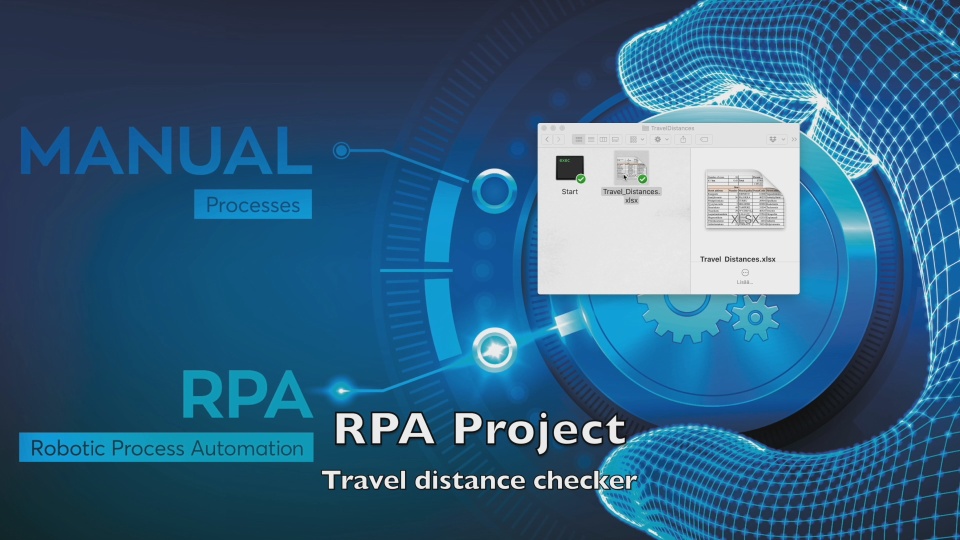 MANUAL
Processes
TravelDistances
exec
Start
Travel_Distances.
xlsx
XLSX
Travel_Distances.xlsx
RPA
Robotic Process Automation
RPA Project
Travel distance checker